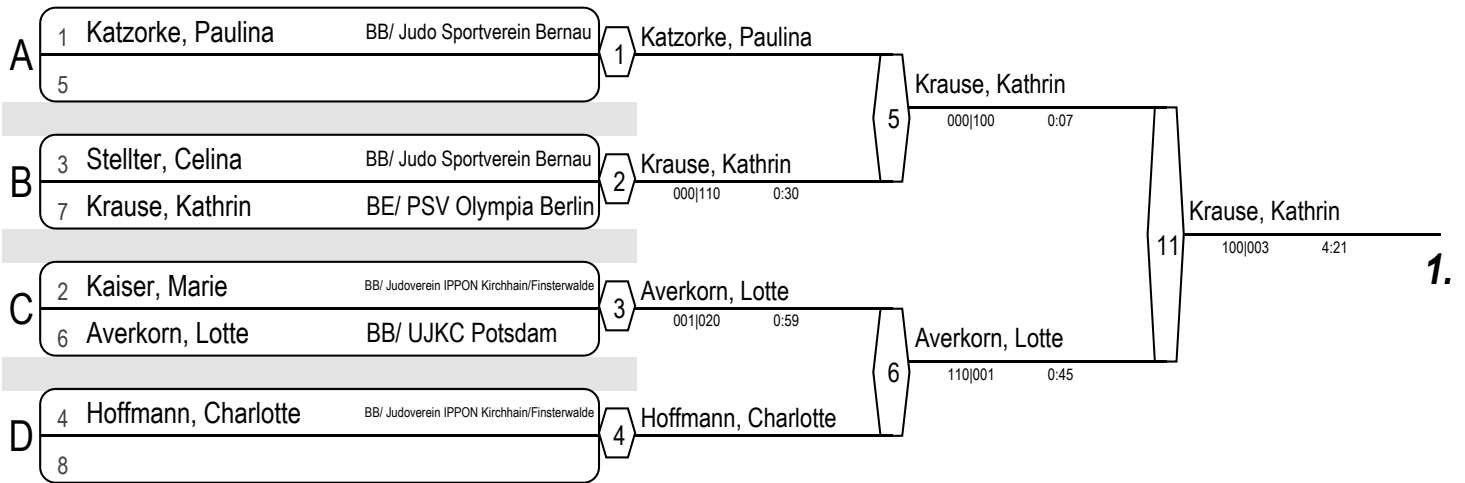 A
1 Katzorke, Paulina BB/ Judo Sportverein Bernau
5
1
Katzorke, Paulina
B
3 Stellter, Celina BB/ Judo Sportverein Bernau
7 Krause, Kathrin BE/ PSV Olympia Berlin
2
Krause, Kathrin
000|110 0:30
5
Krause, Kathrin
000|100 0:07
C
2 Kaiser, Marie BB/ Judoverein IPPON Kirchhain/Finsterwalde
6 Averkorn, Lotte BB/ UJKC Potsdam
3
Averkorn, Lotte
001|020 0:59
D
4 Hoffmann, Charlotte BB/ Judoverein IPPON Kirchhain/Finsterwalde
8
4
Hoffmann, Charlotte
6
Averkorn, Lotte
110|001 0:45
11
Krause, Kathrin
100|003 4:21
1.